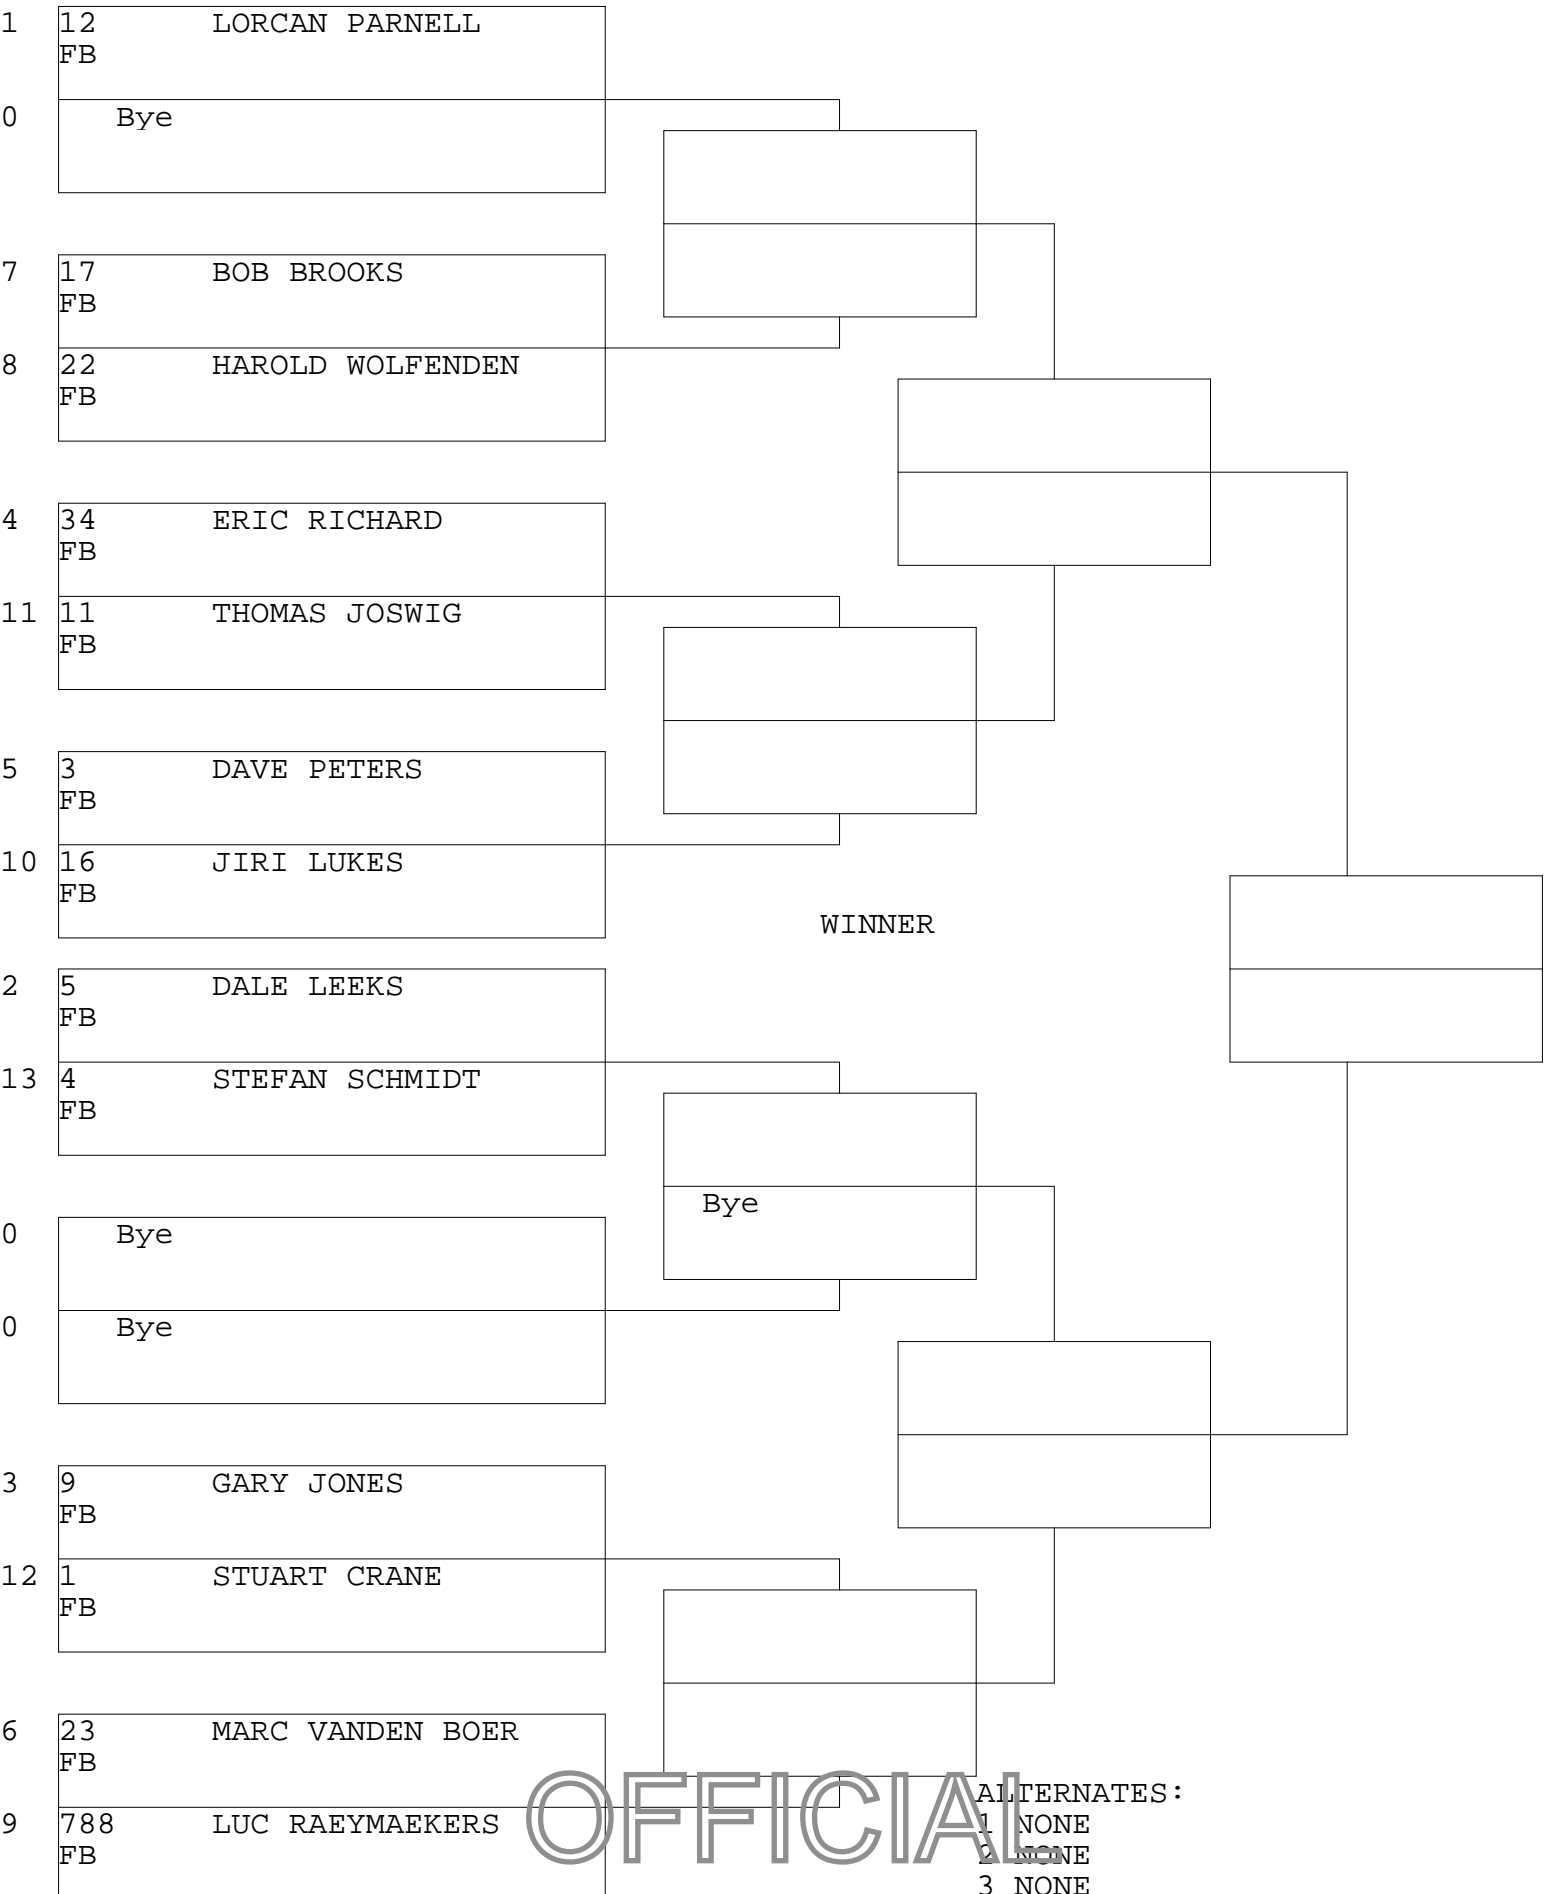 1 12 LORCAN PARNELL
FB
0 Bye
7 17 BOB BROOKS
FB
8 22 HAROLD WOLFENDEN
FB
4 34 ERIC RICHARD
FB
11 11 THOMAS JOSWIG
FB
5 3 DAVE PETERS
FB
10 16 JIRI LUKES
FB
WINNER
2 5 DALE LEEKS
FB
13 4 STEFAN SCHMIDT
FB
Bye
0 Bye
0 Bye
3 9 GARY JONES
FB
12 1 STUART CRANE
FB
6 23 MARC VANDEN BOER
FB
9 788 LUC RAEYMAEKERS
FB
OFFICIAL
ALTERNATES:
1 NONE
2 NONE
3 NONE